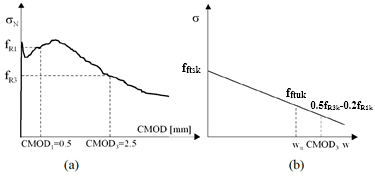 σN
fR1
fR3
CMOD [mm]
CMOD1=0.5
CMOD3=2.5
(a)
σ
fftsk
fftuk
0.5fR3k-0.2fR1k
wu
CMOD3
w
(b)